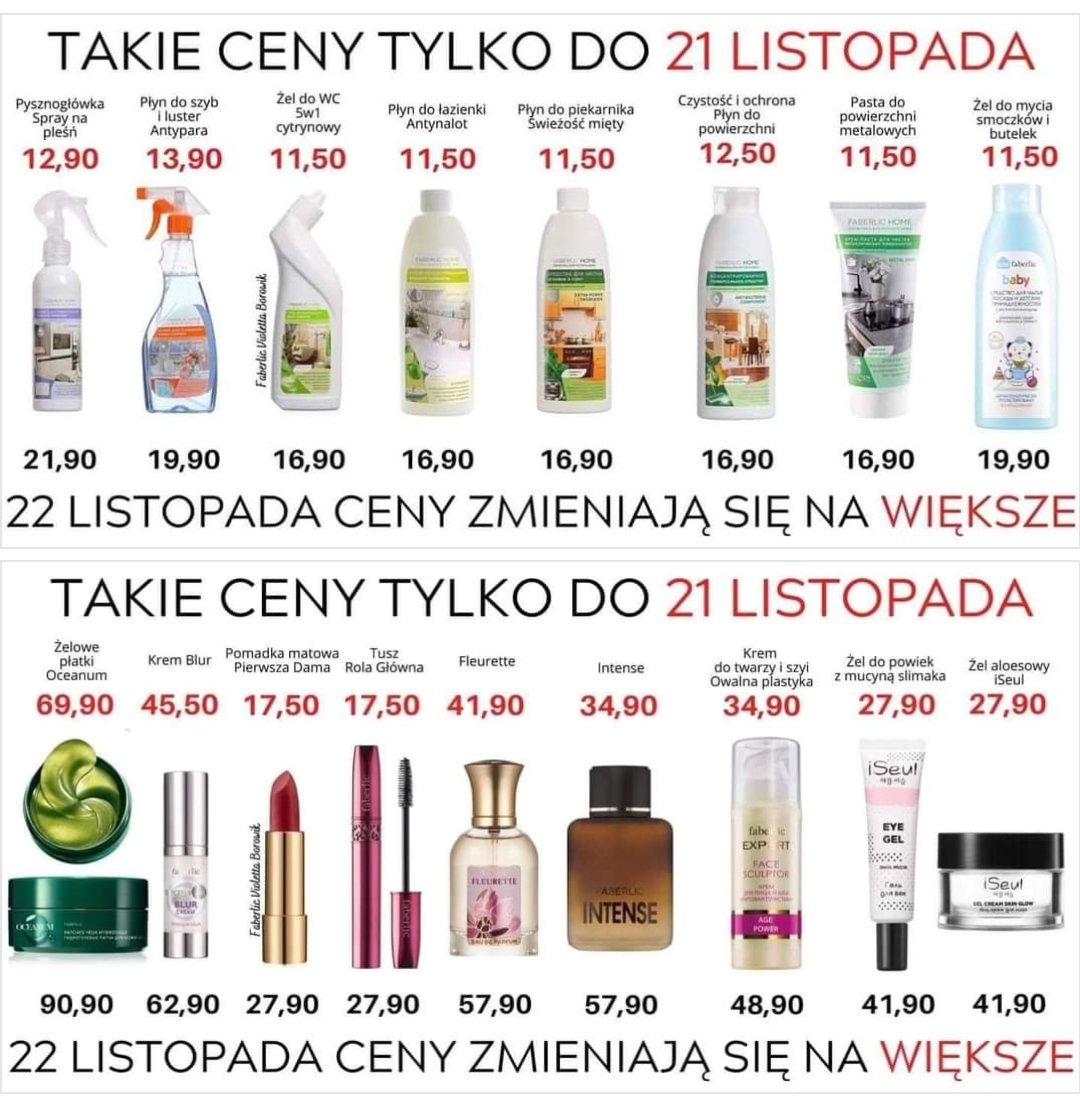 TAKIE CENY TYLKO DO 21 LISTOPADA
Pysznogłówka
Spray na
pleśń
12,90
Płyn do szyb
i luster
Antypara
13,90
Żel do WC
5w1
cytrynowy
11,50
Płyn do łazienki
Antynalot
11,50
Płyn do piekarnika
Świeżość mięty
11,50
Czystość i ochrona
Płyn do
powierzchni
12,50
Pasta do
powierzchni
metalowych
11,50
Żel do mycia
smoczków i
butelek
11,50
Faberlic Violetta Borowik
FABERLIC HOME
faberlic
baby
21,90
19,90
16,90
16,90
16,90
16,90
16,90
19,90
22 LISTOPADA CENY ZMIENIAJĄ SIĘ NA WIĘKSZE
TAKIE CENY TYLKO DO 21 LISTOPADA
Żelowe
płatki
Oceanum
69,90
Krem Blur
45,50
Pomadka matowa
Pierwsza Dama
17,50
Tusz
Rola Główna
17,50
Fleurette
41,90
Intense
34,90
Krem
do twarzy i szyi
Owalna plastyka
34,90
Żel do powiek
z mucyną slimaka
27,90
Żel aloesowy
iSeul
27,90
OCEANUM
BLUR
CREAM
Faberlic Violetta Borowik
faberlic
FLEURETTE
EAU DE PARFUM
FABERLIC
INTENSE
faberlic
EXPERT
FACE
SCULPTOR
AGE
POWER
iSeul
EYE
GEL
iSeul
GEL CREAM SKIN GLOW
90,90
62,90
27,90
27,90
57,90
57,90
48,90
41,90
41,90
22 LISTOPADA CENY ZMIENIAJĄ SIĘ NA WIĘKSZE